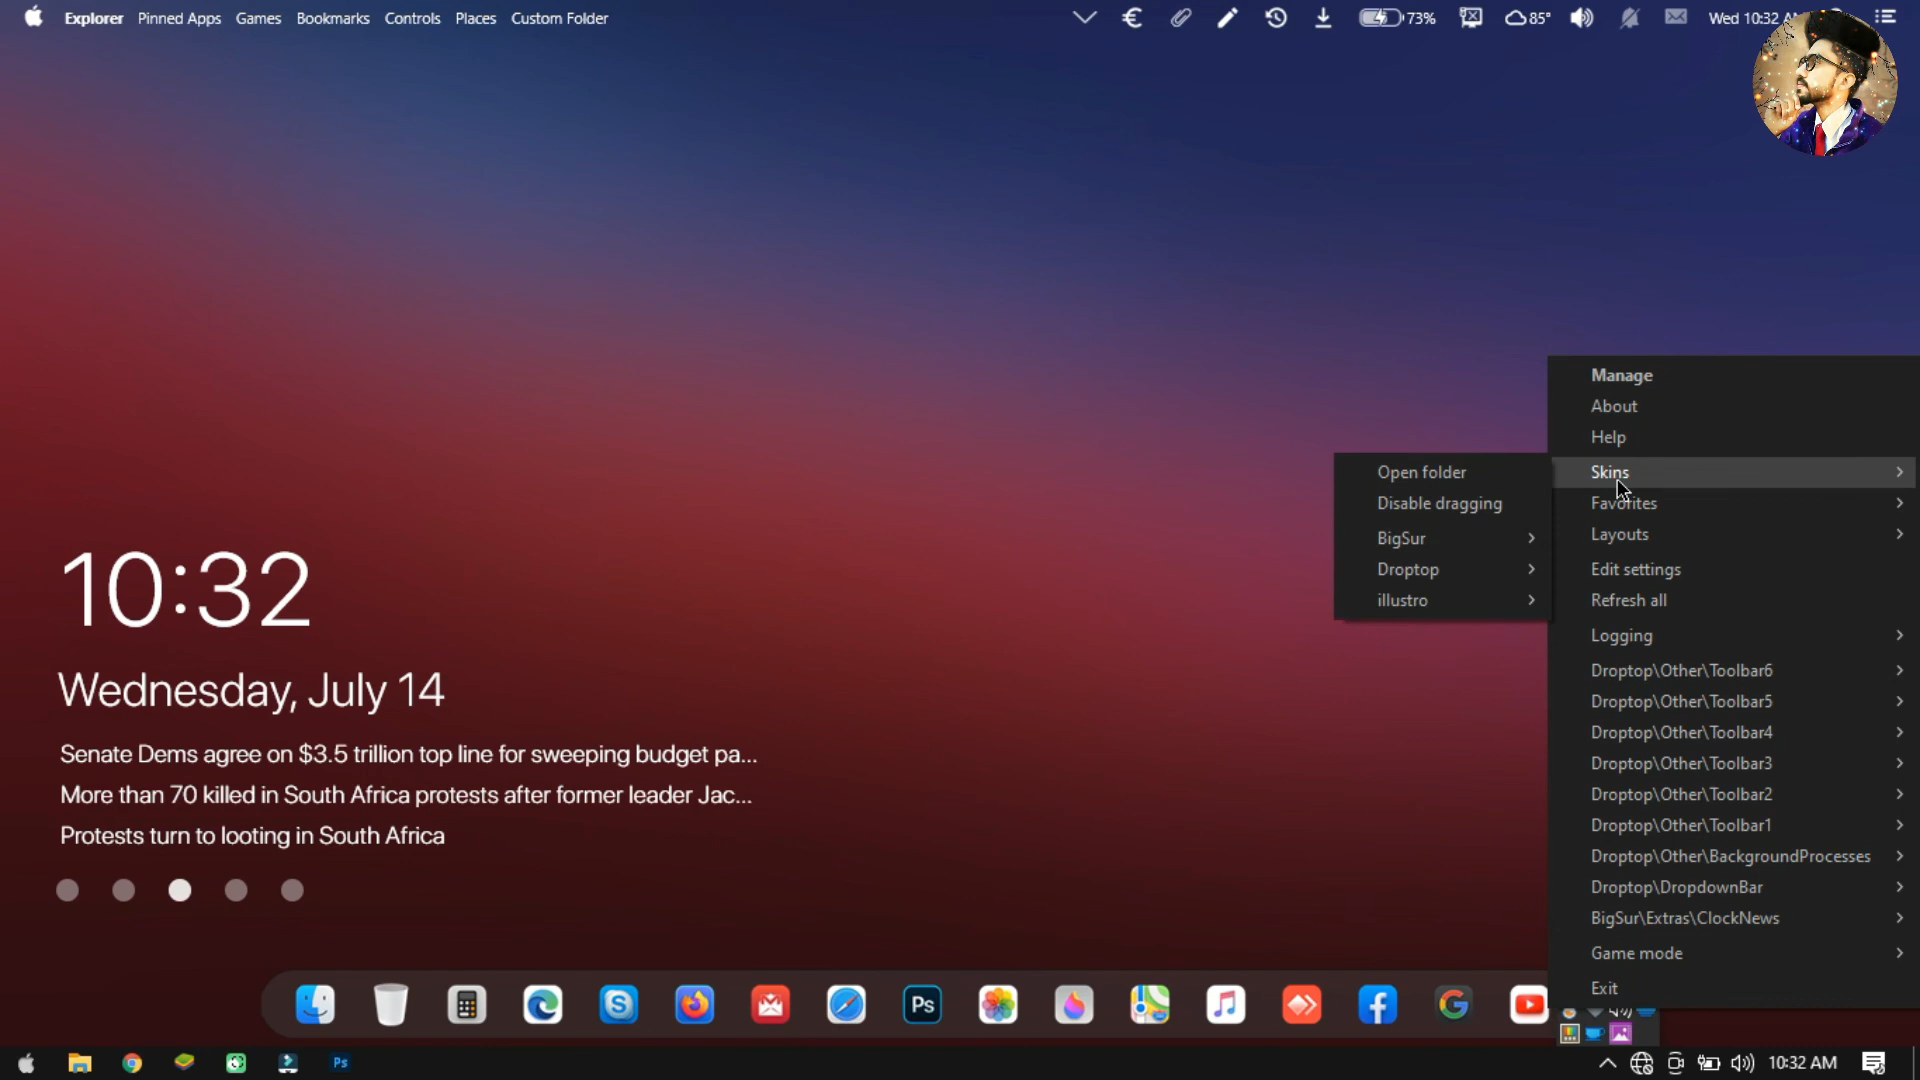 Explorer Pinned Apps Games Bookmarks Controls Places Custom Folder
€ 73% 85° Wed 10:32
10:32
Wednesday, July 14
Senate Dems agree on $3.5 trillion top line for sweeping budget pa...
More than 70 killed in South Africa protests after former leader Jac...
Protests turn to looting in South Africa
Open folder
Disable dragging
BigSur
Droptop
illustro
Manage
About
Help
Skins
Favorites
Layouts
Edit settings
Refresh all
Logging
Droptop\Other\Toolbar6
Droptop\Other\Toolbar5
Droptop\Other\Toolbar4
Droptop\Other\Toolbar3
Droptop\Other\Toolbar2
Droptop\Other\Toolbar1
Droptop\Other\BackgroundProcesses
Droptop\DropdownBar
BigSur\Extras\ClockNews
Game mode
Exit
Ps
Ps
10:32 AM